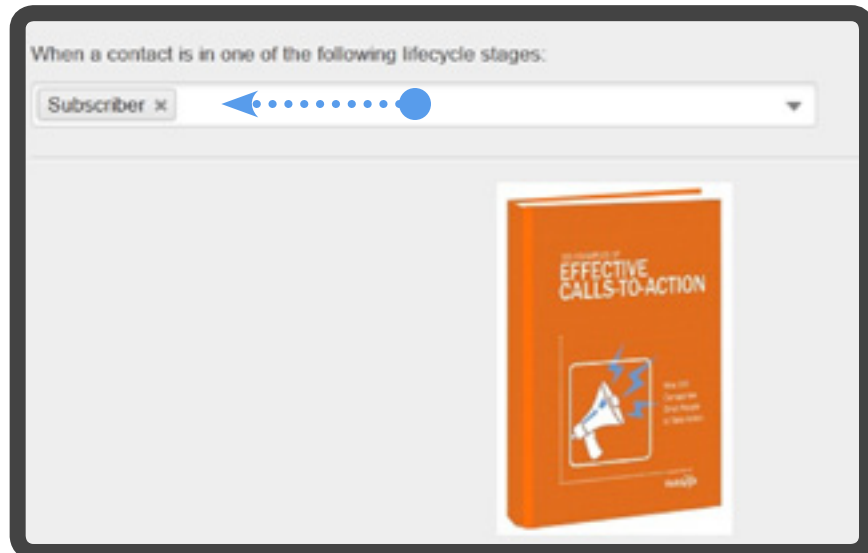 When a contact is in one of the following lifecycle stages:
Subscriber ×
EFFECTIVE
CALLS-TO-ACTION